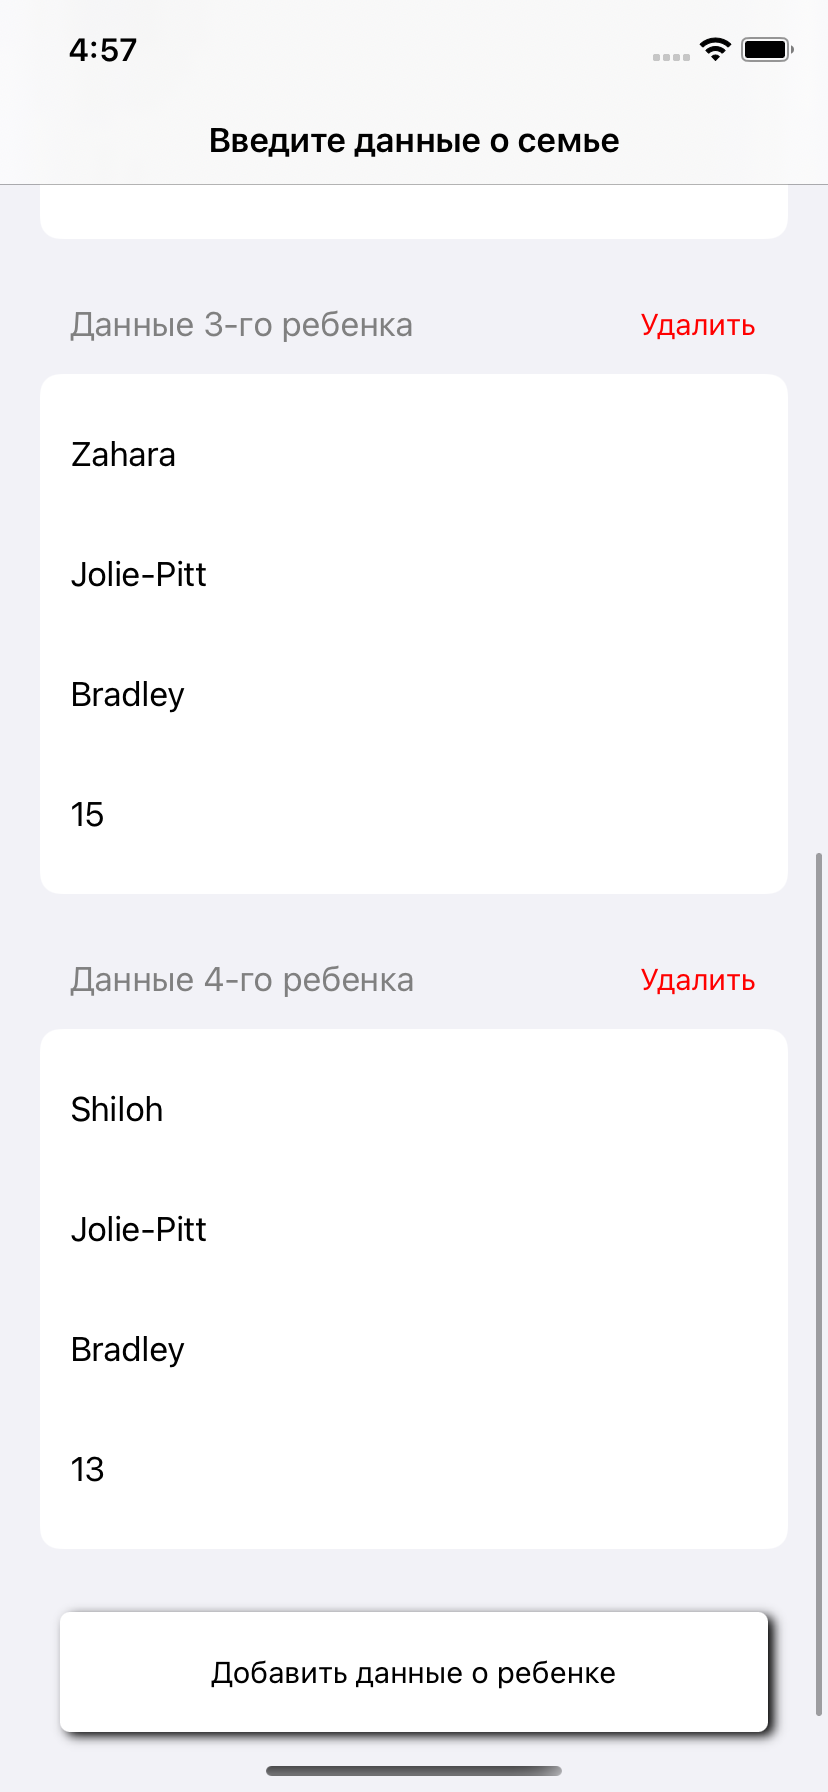 4:57
Введите данные о семье
Данные 3-го ребенка Удалить
Zahara
Jolie-Pitt
Bradley
15
Данные 4-го ребенка Удалить
Shiloh
Jolie-Pitt
Bradley
13
Добавить данные о ребенке